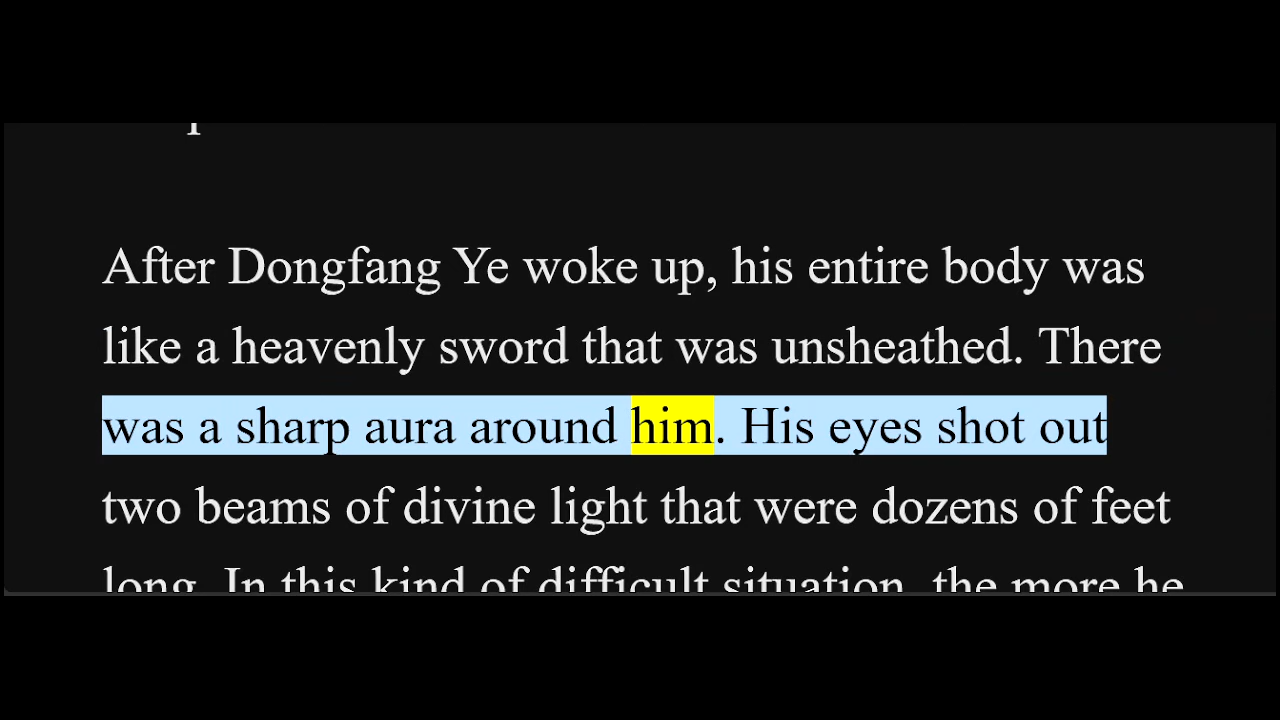 After Dongfang Ye woke up, his entire body was
like a heavenly sword that was unsheathed. There
was a sharp aura around him. His eyes shot out
two beams of divine light that were dozens of feet
long. In this kind of difficult situation, the more he